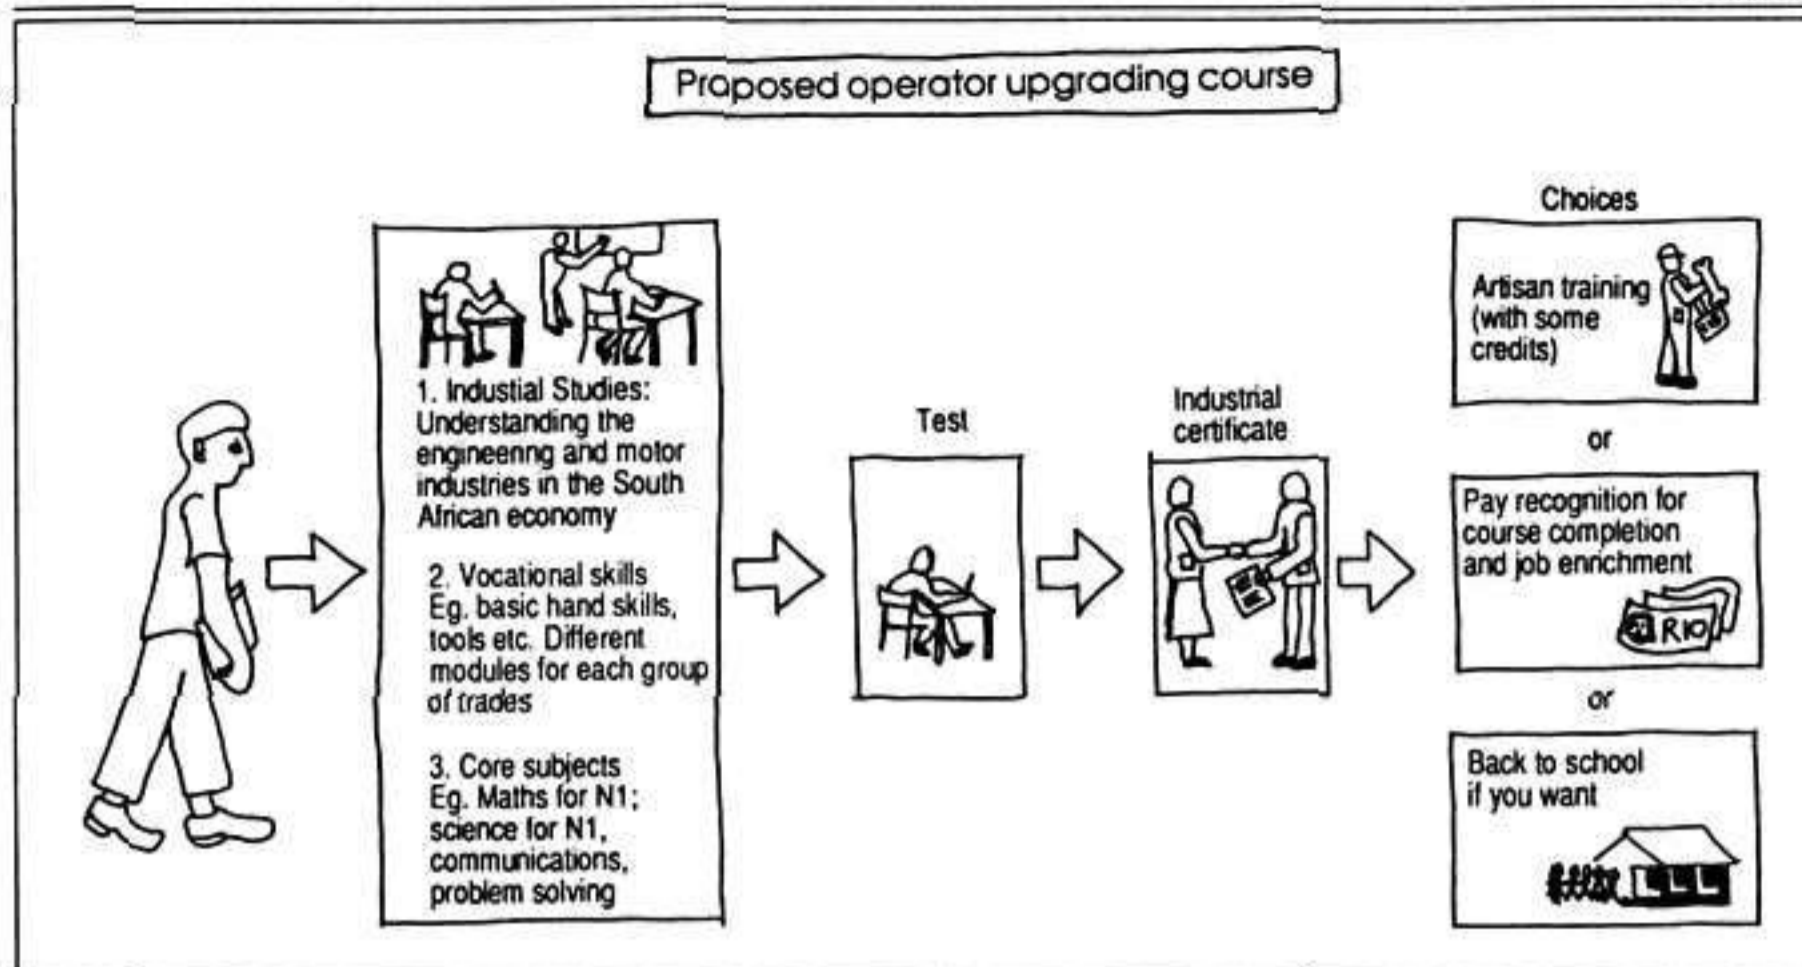 Proposed operator upgrading course
1. Industial Studies:
Understanding the
engineenng and motor
industries in the South
African economy
2. Vocational skills
Eg. basic hand skills,
tools etc. Different
modules for each group
of trades
3. Core subjects
Eg. Maths for N1;
science for N1,
communications,
problem solving
Test
Industrial
certificate
Choices
Artisan training
(with some
credits)
or
Pay recognition for
course completion
and job enrichment
R10
or
Back to school
if you want